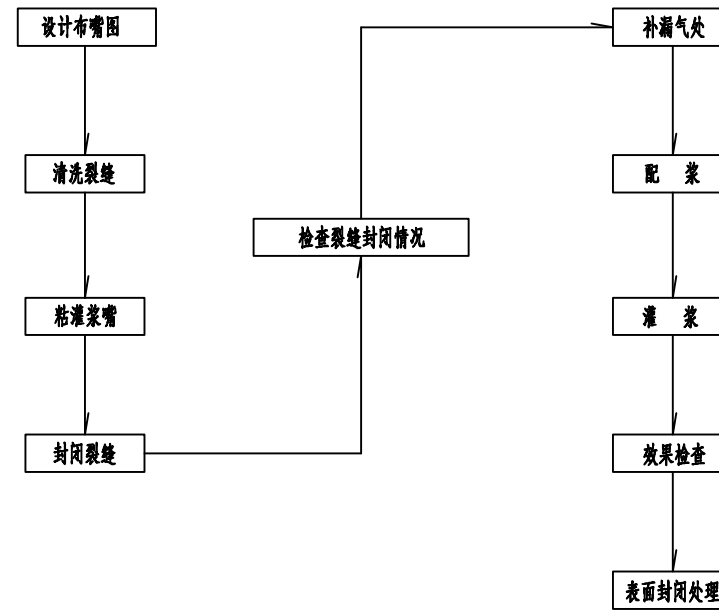 设计布嘴图
清洗裂缝
粘灌浆嘴
封闭裂缝
检查裂缝封闭情况
补漏气处
配 浆
灌 浆
效果检查
表面封闭处理